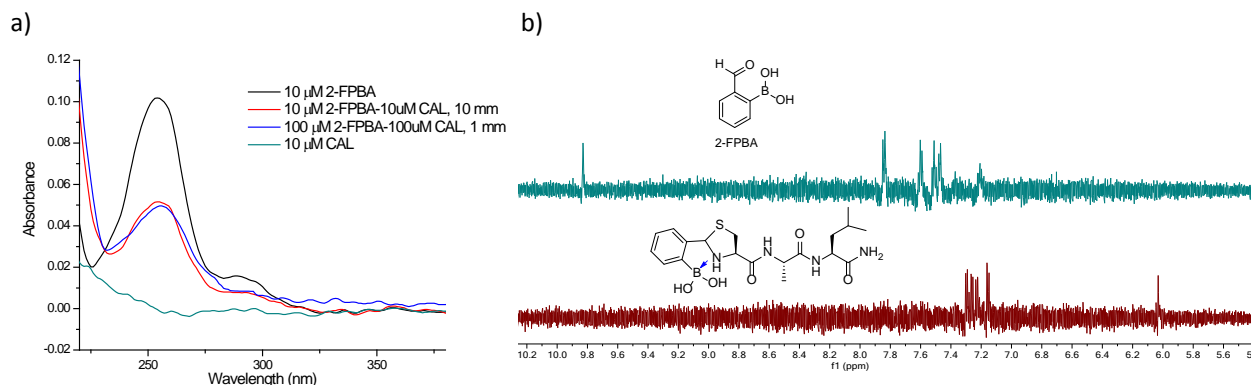 a)
0.12
0.10
0.08
0.06
0.04
0.02
0.00
-0.02
Absorbance
250
300
350
Wavelength (nm)
10 μM 2-FPBA
10 μM 2-FPBA-10uM CAL, 10 mm
100 μM 2-FPBA-100uM CAL, 1 mm
10 μM CAL
b)
O
OH
B
OH
2-FPBA
S
NH
B
HO
OH
O
H
N
O
N
H
O
NH2
10.2 10.0 9.8 9.6 9.4 9.2 9.0 8.8 8.6 8.4 8.2 8.0 7.8 7.6 7.4 7.2 7.0 6.8 6.6 6.4 6.2 6.0 5.8 5.6 5.4
f1 (ppm)